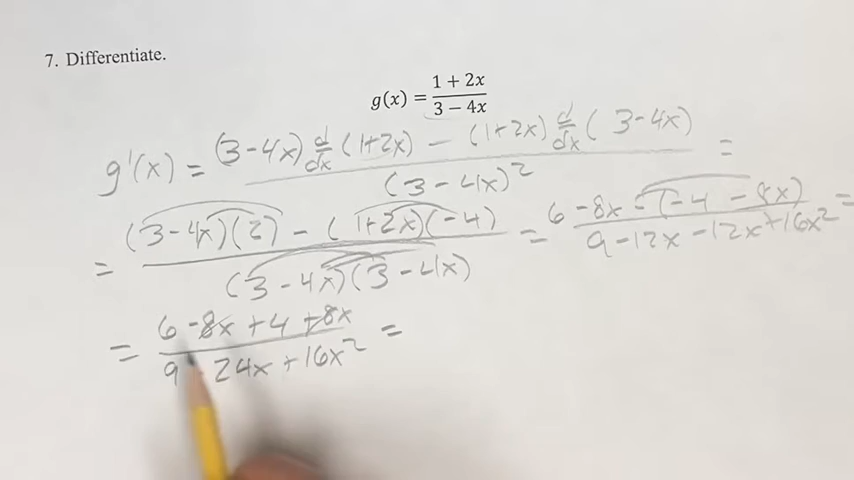 7. Differentiate.
g(x) = (1 + 2x)/(3 − 4x)
g'(x) = ((3-4x) d/dx (1+2x) - (1+2x) d/dx (3-4x))/(3-4x)² =
= ((3-4x)(2) - (1+2x)(-4))/((3-4x)(3-4x)) = (6-8x-(-4-8x))/(9-12x-12x+16x²) =
= (6-8x+4+8x)/(9-24x+16x²) =